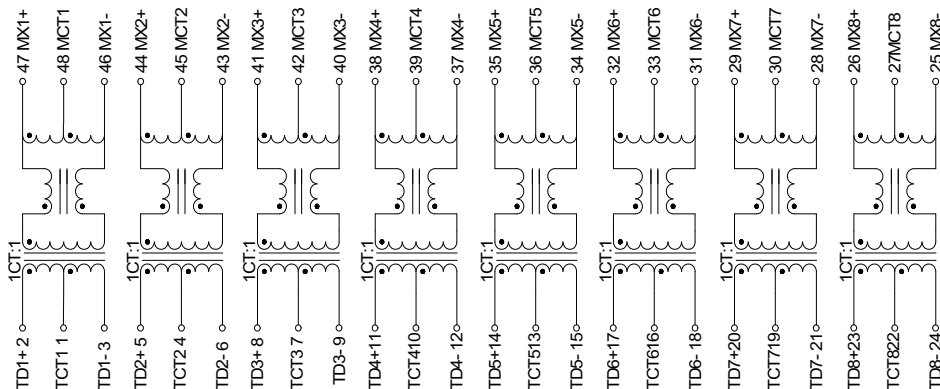 47 MX1+
48 MCT1
46 MX1-
44 MX2+
45 MCT2
43 MX2-
41 MX3+
42 MCT3
40 MX3-
38 MX4+
39 MCT4
37 MX4-
35 MX5+
36 MCT5
34 MX5-
32 MX6+
33 MCT6
31 MX6-
29 MX7+
30 MCT7
28 MX7-
26 MX8+
27MCT8
25 MX8-
1CT:1
1CT:1
1CT:1
1CT:1
1CT:1
1CT:1
1CT:1
1CT:1
TD1+ 2
TCT1 1
TD1- 3
TD2+ 5
TCT2 4
TD2- 6
TD3+ 8
TCT3 7
TD3- 9
TD4+11
TCT410
TD4- 12
TD5+14
TCT513
TD5- 15
TD6+17
TCT616
TD6- 18
TD7+20
TCT719
TD7- 21
TD8+23
TCT822
TD8- 24